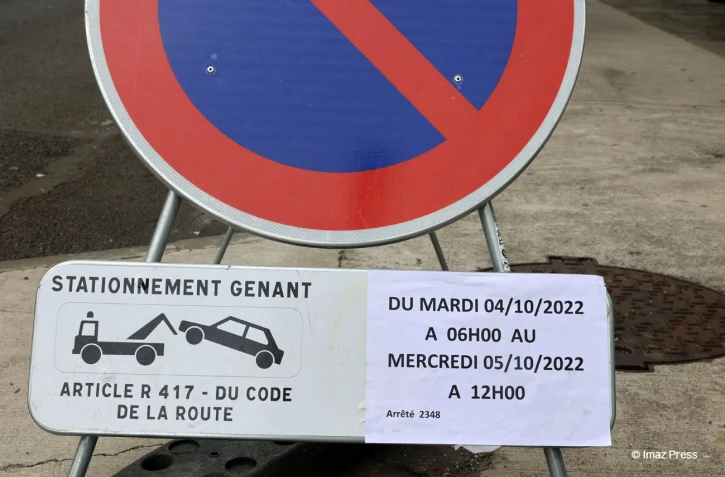 STATIONNEMENT GENANT
ARTICLE R 417 - DU CODE
DE LA ROUTE
DU MARDI 04/10/2022
A 06H00 AU
MERCREDI 05/10/2022
A 12H00
Arrêté 2348
© Imaz Press